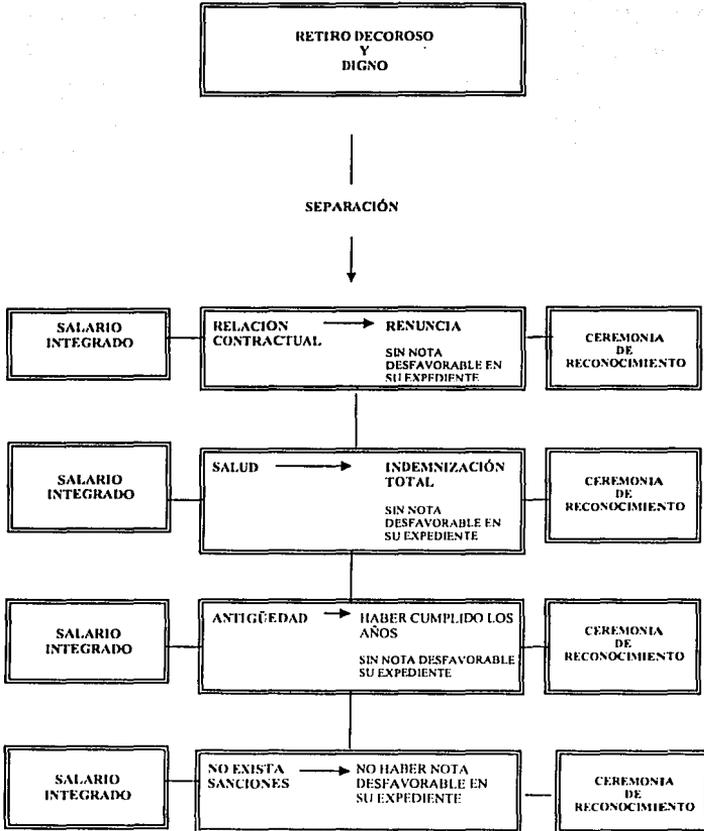 RETIRO DECOROSO
Y
DIGNO
SEPARACIÓN
SALARIO
INTEGRADO
RELACION
CONTRACTUAL
RENUNCIA
SIN NOTA
DESFAVORABLE EN
SU EXPEDIENTE
CEREMONIA
DE
RECONOCIMIENTO
SALARIO
INTEGRADO
SALUD
INDEMNIZACIÓN
TOTAL
SIN NOTA
DESFAVORABLE EN
SU EXPEDIENTE
CEREMONIA
DE
RECONOCIMIENTO
SALARIO
INTEGRADO
ANTIGÜEDAD
HABER CUMPLIDO LOS
AÑOS
SIN NOTA DESFAVORABLE
SU EXPEDIENTE
CEREMONIA
DE
RECONOCIMIENTO
SALARIO
INTEGRADO
NO EXISTA
SANCIONES
NO HABER NOTA
DESFAVORABLE EN
SU EXPEDIENTE
CEREMONIA
DE
RECONOCIMIENTO